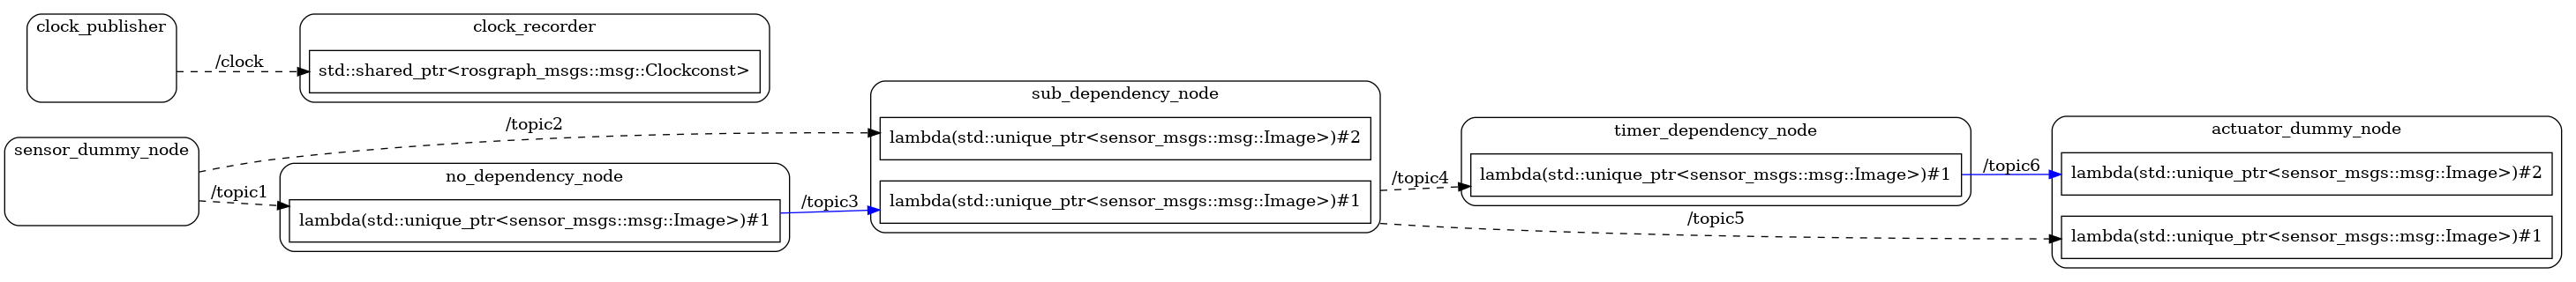 clock_publisher
/clock
clock_recorder
std::shared_ptr<rosgraph_msgs::msg::Clockconst>
sensor_dummy_node
/topic2
/topic1
no_dependency_node
lambda(std::unique_ptr<sensor_msgs::msg::Image>)#1
/topic3
sub_dependency_node
lambda(std::unique_ptr<sensor_msgs::msg::Image>)#2
lambda(std::unique_ptr<sensor_msgs::msg::Image>)#1
/topic4
/topic5
timer_dependency_node
lambda(std::unique_ptr<sensor_msgs::msg::Image>)#1
/topic6
actuator_dummy_node
lambda(std::unique_ptr<sensor_msgs::msg::Image>)#2
lambda(std::unique_ptr<sensor_msgs::msg::Image>)#1